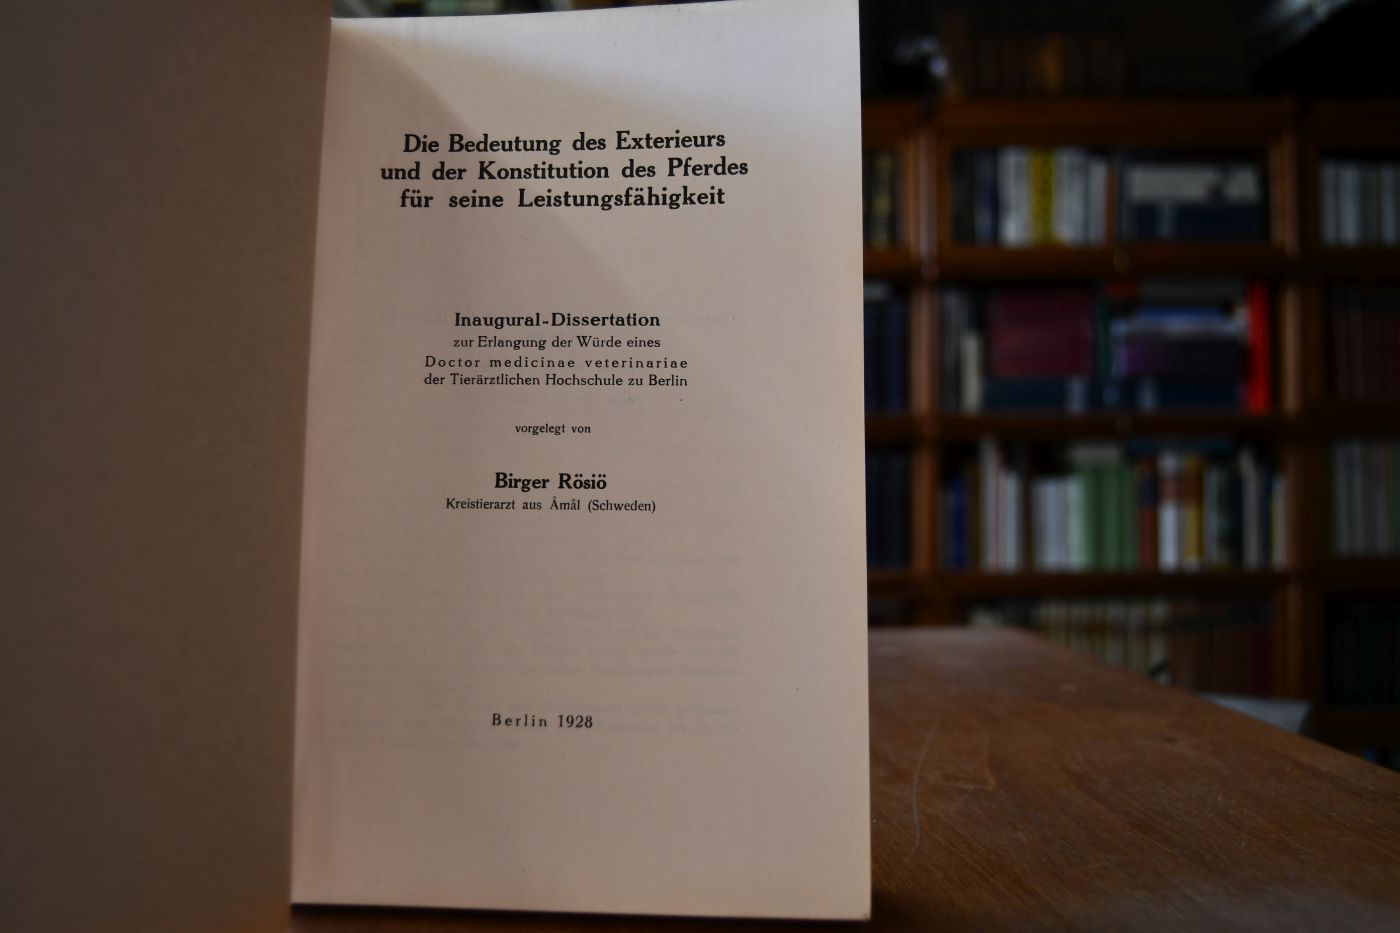 Die Bedeutung des Exterieurs
und der Konstitution des Pferdes
für seine Leistungsfähigkeit
Inaugural-Dissertation
zur Erlangung der Würde eines
Doctor medicinae veterinariae
der Tierärztlichen Hochschule zu Berlin
vorgelegt von
Birger Rösiö
Kreistierarzt aus Åmål (Schweden)
Berlin 1928